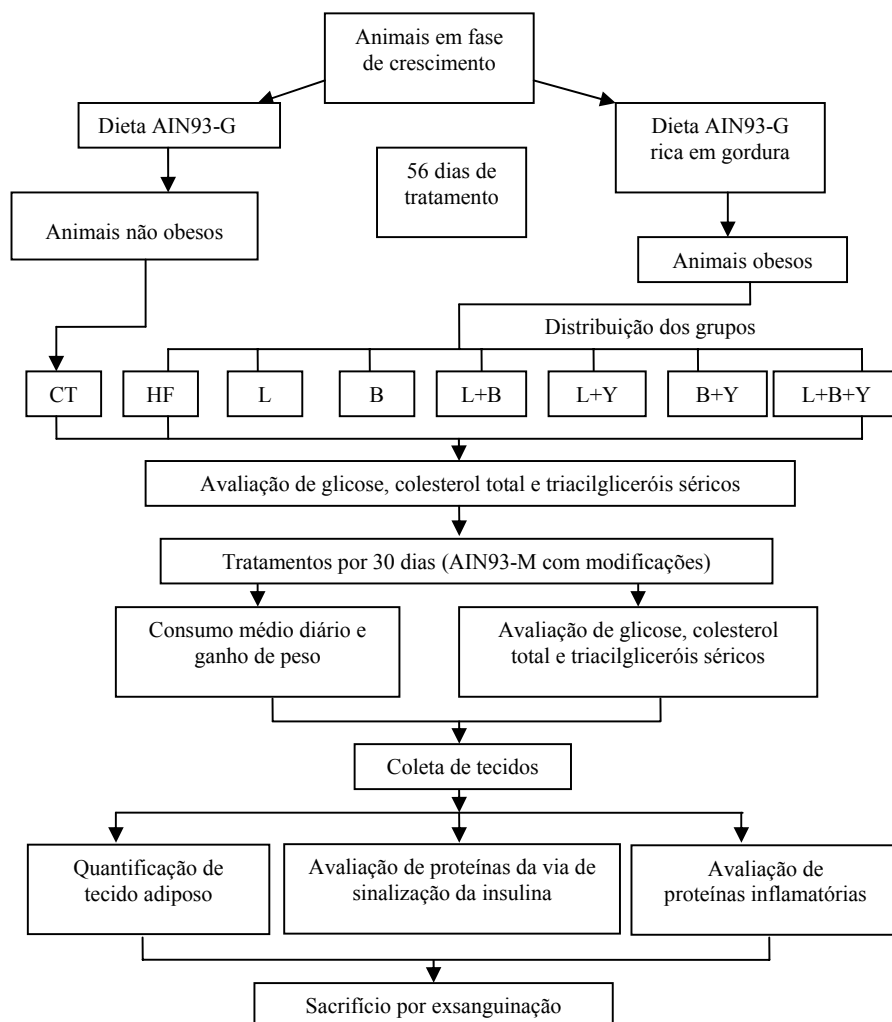 Animais em fase
de crescimento
Dieta AIN93-G
Dieta AIN93-G
rica em gordura
56 dias de
tratamento
Animais não obesos
Animais obesos
Distribuição dos grupos
CT
HF
L
B
L+B
L+Y
B+Y
L+B+Y
Avaliação de glicose, colesterol total e triacilgliceróis séricos
Tratamentos por 30 dias (AIN93-M com modificações)
Consumo médio diário e
ganho de peso
Avaliação de glicose, colesterol
total e triacilgliceróis séricos
Coleta de tecidos
Quantificação de
tecido adiposo
Avaliação de proteínas da via de
sinalização da insulina
Avaliação de
proteínas inflamatórias
Sacrifício por exsanguinação